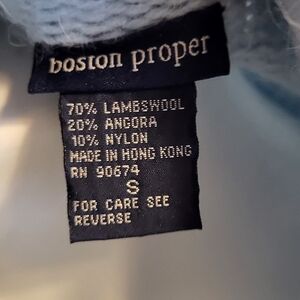 boston proper
70% LAMBSWOOL
20% ANGORA
10% NYLON
MADE IN HONG KONG
RN 90674
S
FOR CARE SEE
REVERSE